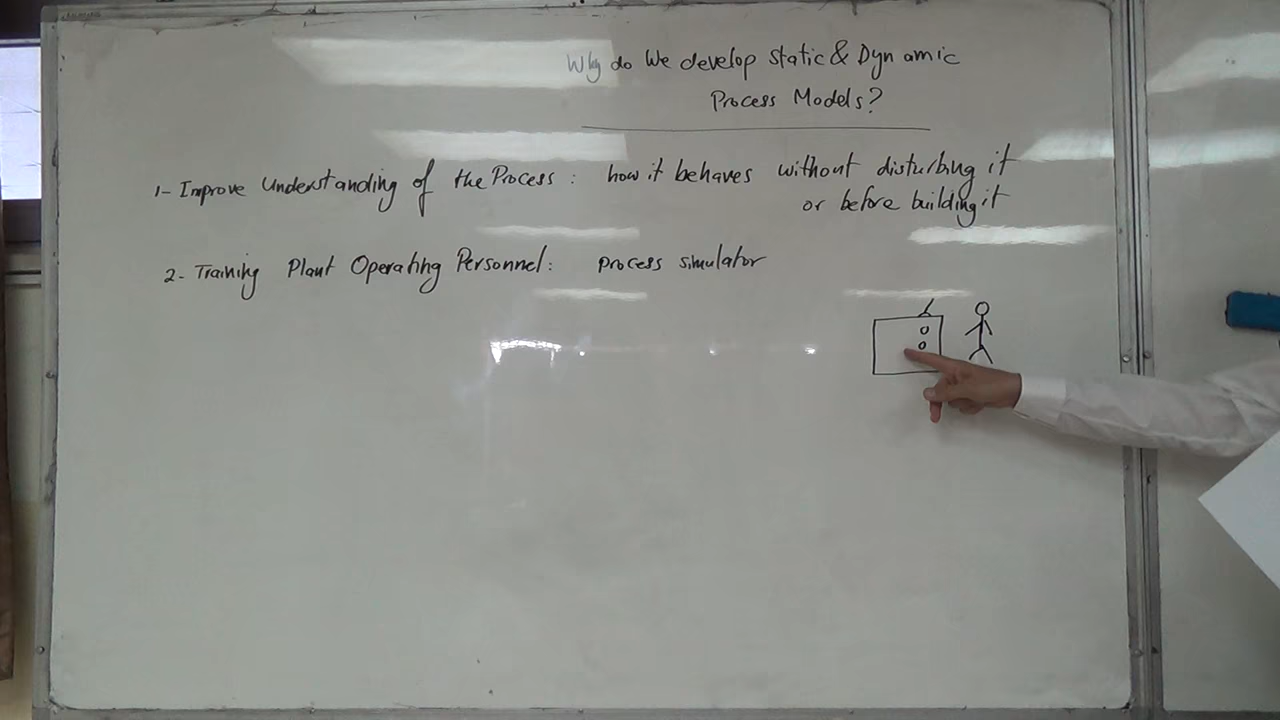 Why do We develop Static & Dynamic
Process Models?
1- Improve Understanding of the Process: how it behaves without disturbing it
or before building it
2- Training Plant Operating Personnel: process simulator